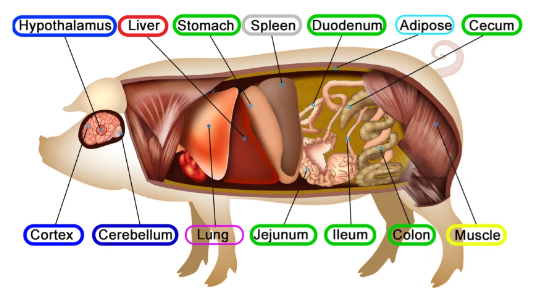 Hypothalamus Liver Stomach Spleen Duodenum Adipose Cecum
Cortex Cerebellum Lung Jejunum Ileum Colon Muscle